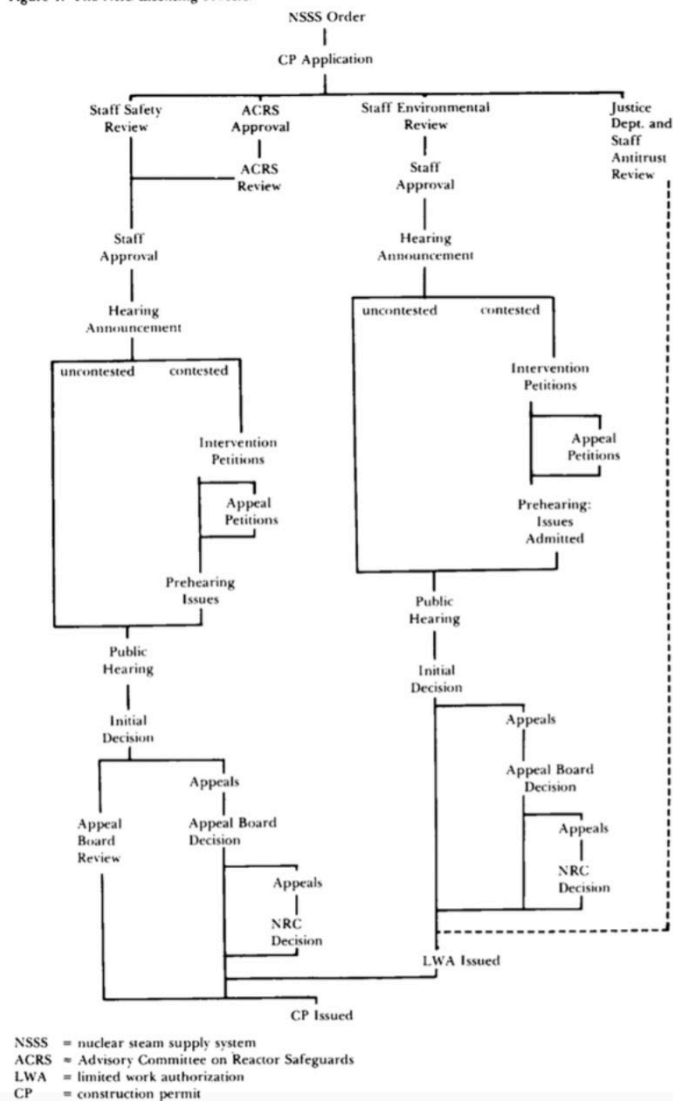 NSSS Order
CP Application
Staff Safety
Review
ACRS
Approval
Staff Environmental
Review
Justice
Dept. and
Staff
Antitrust
Review
ACRS
Review
Staff
Approval
Staff
Approval
Hearing
Announcement
Hearing
Announcement
uncontested contested
uncontested contested
Intervention
Petitions
Appeal
Petitions
Prehearing:
Issues
Admitted
Intervention
Petitions
Appeal
Petitions
Prehearing
Issues
Public
Hearing
Public
Hearing
Initial
Decision
Initial
Decision
Appeals
Appeal Board
Decision
Appeals
NRC
Decision
Appeals
Appeal
Board
Review
Appeal Board
Decision
Appeals
NRC
Decision
LWA Issued
CP Issued
NSSS = nuclear steam supply system
ACRS = Advisory Committee on Reactor Safeguards
LWA = limited work authorization
CP = construction permit